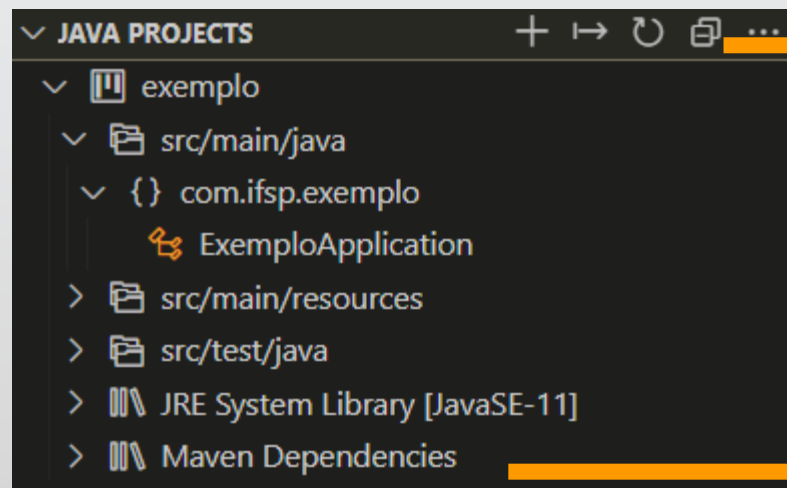 JAVA PROJECTS
exemplo
src/main/java
{} com.ifsp.exemplo
ExemploApplication
src/main/resources
src/test/java
JRE System Library [JavaSE-11]
Maven Dependencies